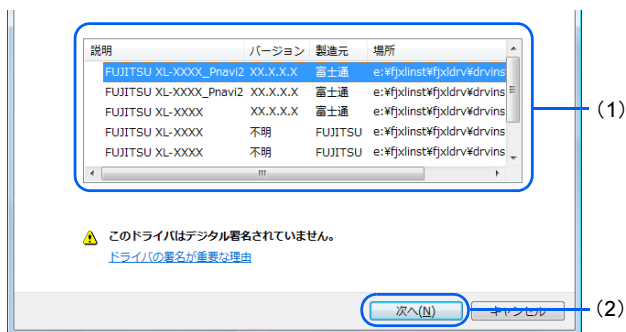 説明 バージョン 製造元 場所
FUJITSU XL-XXXX_Pnavi2 XX.X.X.X 富士通 e:¥fjxlinst¥fjxldrv¥drvins
FUJITSU XL-XXXX_Pnavi2 XX.X.X.X 富士通 e:¥fjxlinst¥fjxldrv¥drvins
FUJITSU XL-XXXX XX.X.X.X 富士通 e:¥fjxlinst¥fjxldrv¥drvins
FUJITSU XL-XXXX 不明 FUJITSU e:¥fjxlinst¥fjxldrv¥drvins
FUJITSU XL-XXXX 不明 FUJITSU e:¥fjxlinst¥fjxldrv¥drvins
(1)
このドライバはデジタル署名されていません。
ドライバの署名が重要な理由
次へ(N) キャンセル (2)